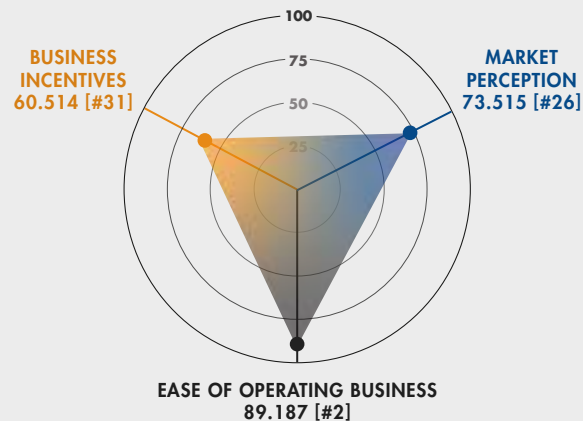 100
75
50
25
BUSINESS
INCENTIVES
60.514 [#31]
MARKET
PERCEPTION
73.515 [#26]
EASE OF OPERATING BUSINESS
89.187 [#2]